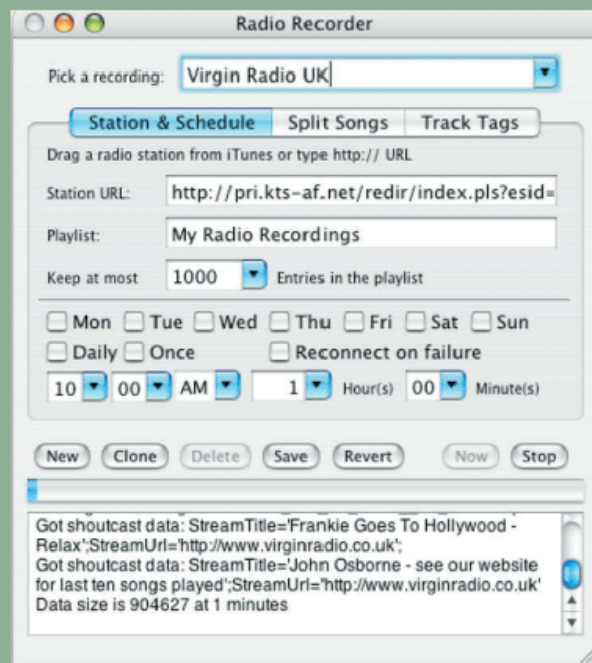 Radio Recorder
Pick a recording: Virgin Radio UK
Station & Schedule Split Songs Track Tags
Drag a radio station from iTunes or type http:// URL
Station URL: http://pri.kts-af.net/redir/index.pls?esid=
Playlist: My Radio Recordings
Keep at most 1000 Entries in the playlist
Mon Tue Wed Thu Fri Sat Sun
Daily Once Reconnect on failure
10 00 AM 1 Hour(s) 00 Minute(s)
New Clone Delete Save Revert Now Stop
Got shoutcast data: StreamTitle='Frankie Goes To Hollywood -
Relax';StreamUrl='http://www.virginradio.co.uk';
Got shoutcast data: StreamTitle='John Osborne - see our website
for last ten songs played';StreamUrl='http://www.virginradio.co.uk'
Data size is 904627 at 1 minutes